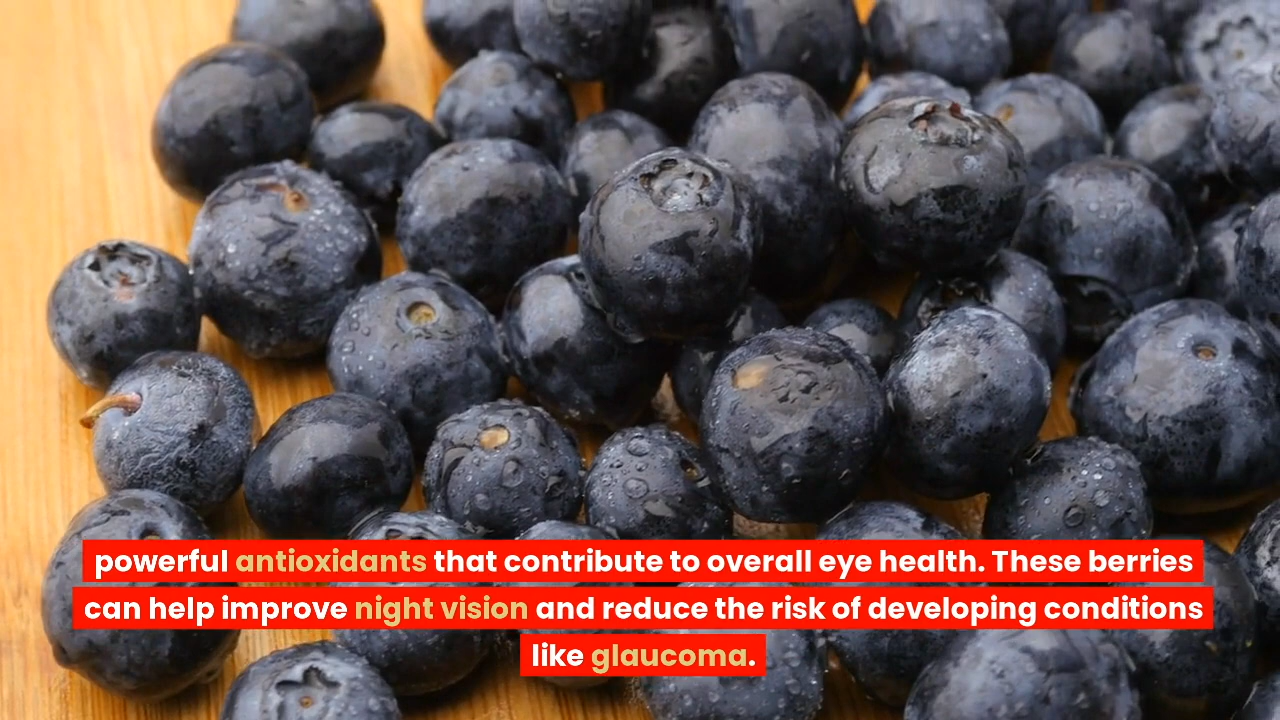 powerful antioxidants that contribute to overall eye health. These berries
can help improve night vision and reduce the risk of developing conditions
like glaucoma.